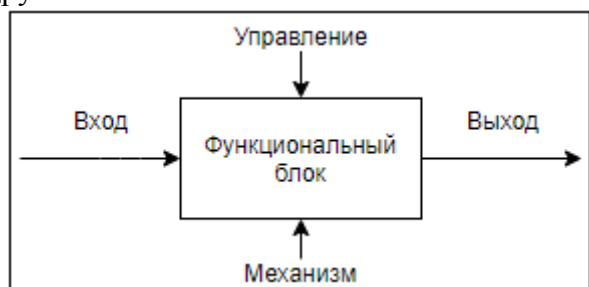 Управление
Вход
Выход
Функциональный
блок
Механизм